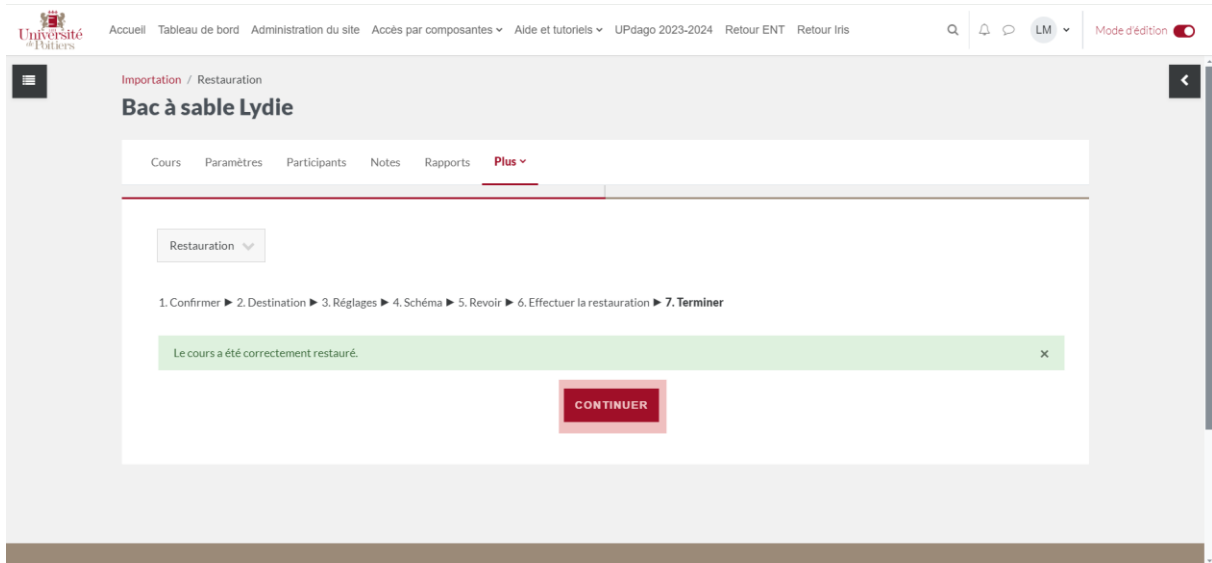 Université
de Poitiers
Accueil Tableau de bord Administration du site Accès par composantes Aide et tutoriels UPdago 2023-2024 Retour ENT Retour Iris LM Mode d'édition
Importation / Restauration
Bac à sable Lydie
Cours Paramètres Participants Notes Rapports Plus
Restauration
1. Confirmer ► 2. Destination ► 3. Réglages ► 4. Schéma ► 5. Revoir ► 6. Effectuer la restauration ► 7. Terminer
Le cours a été correctement restauré. ×
CONTINUER